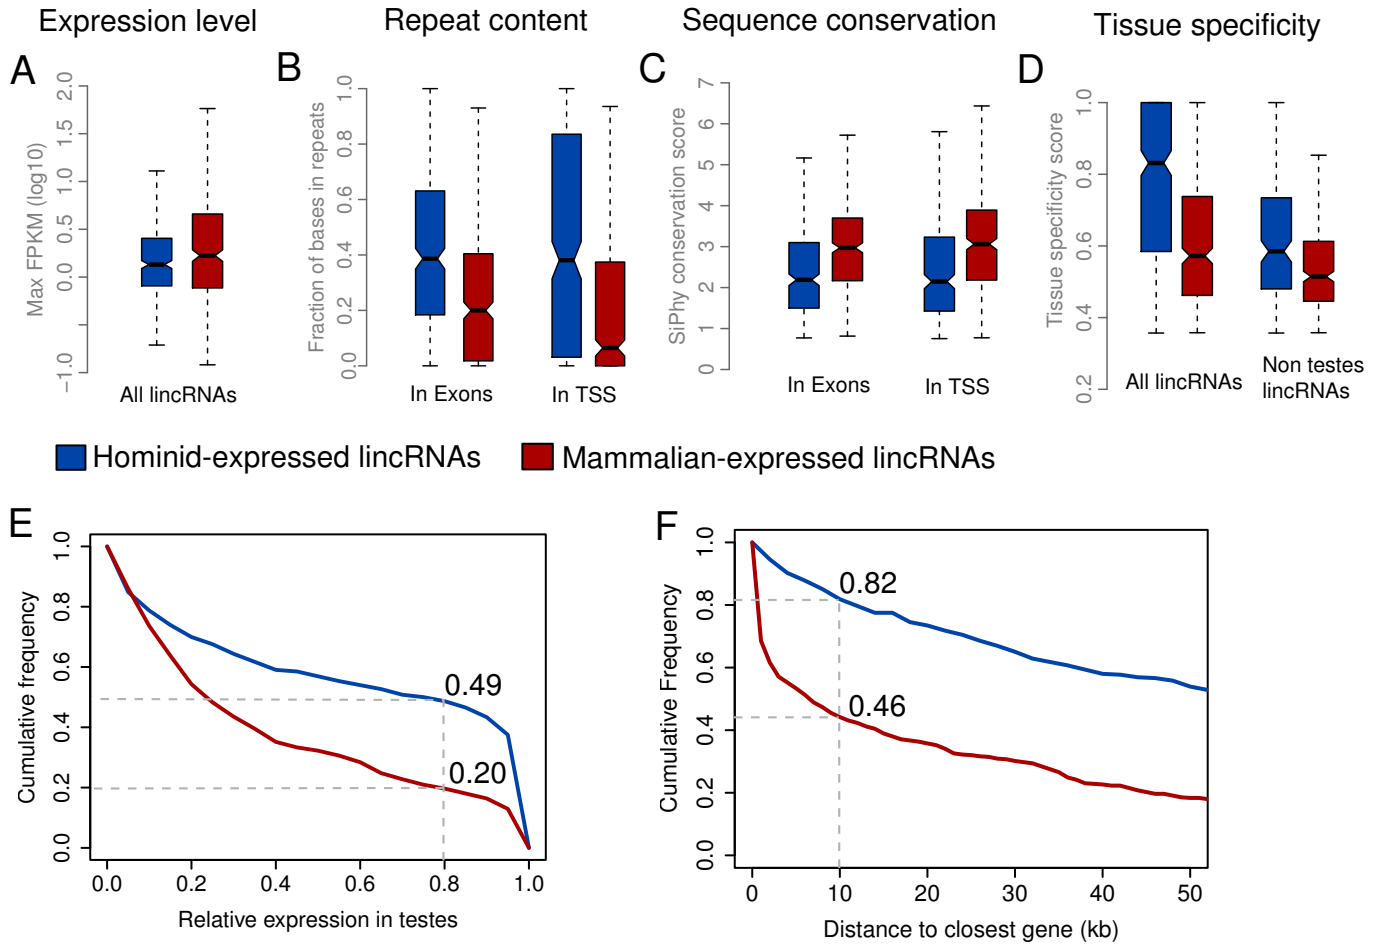 Expression level
Repeat content
Sequence conservation
Tissue specificity
A
B
C
D
Max FPKM (log10)
−1.0
0.0
0.5
1.0
1.5
2.0
All lincRNAs
Fraction of bases in repeats
0.0
0.2
0.4
0.6
0.8
1.0
In Exons
In TSS
SiPhy conservation score
0
1
2
3
4
5
6
7
In Exons
In TSS
Tissue specificity score
0.2
0.4
0.6
0.8
1.0
All lincRNAs
Non testes
lincRNAs
Hominid-expressed lincRNAs
Mammalian-expressed lincRNAs
E
Cumulative frequency
0.0
0.2
0.4
0.6
0.8
1.0
0.49
0.20
0.0
0.2
0.4
0.6
0.8
1.0
Relative expression in testes
F
Cumulative Frequency
0.0
0.2
0.4
0.6
0.8
1.0
0.82
0.46
0
10
20
30
40
50
Distance to closest gene (kb)